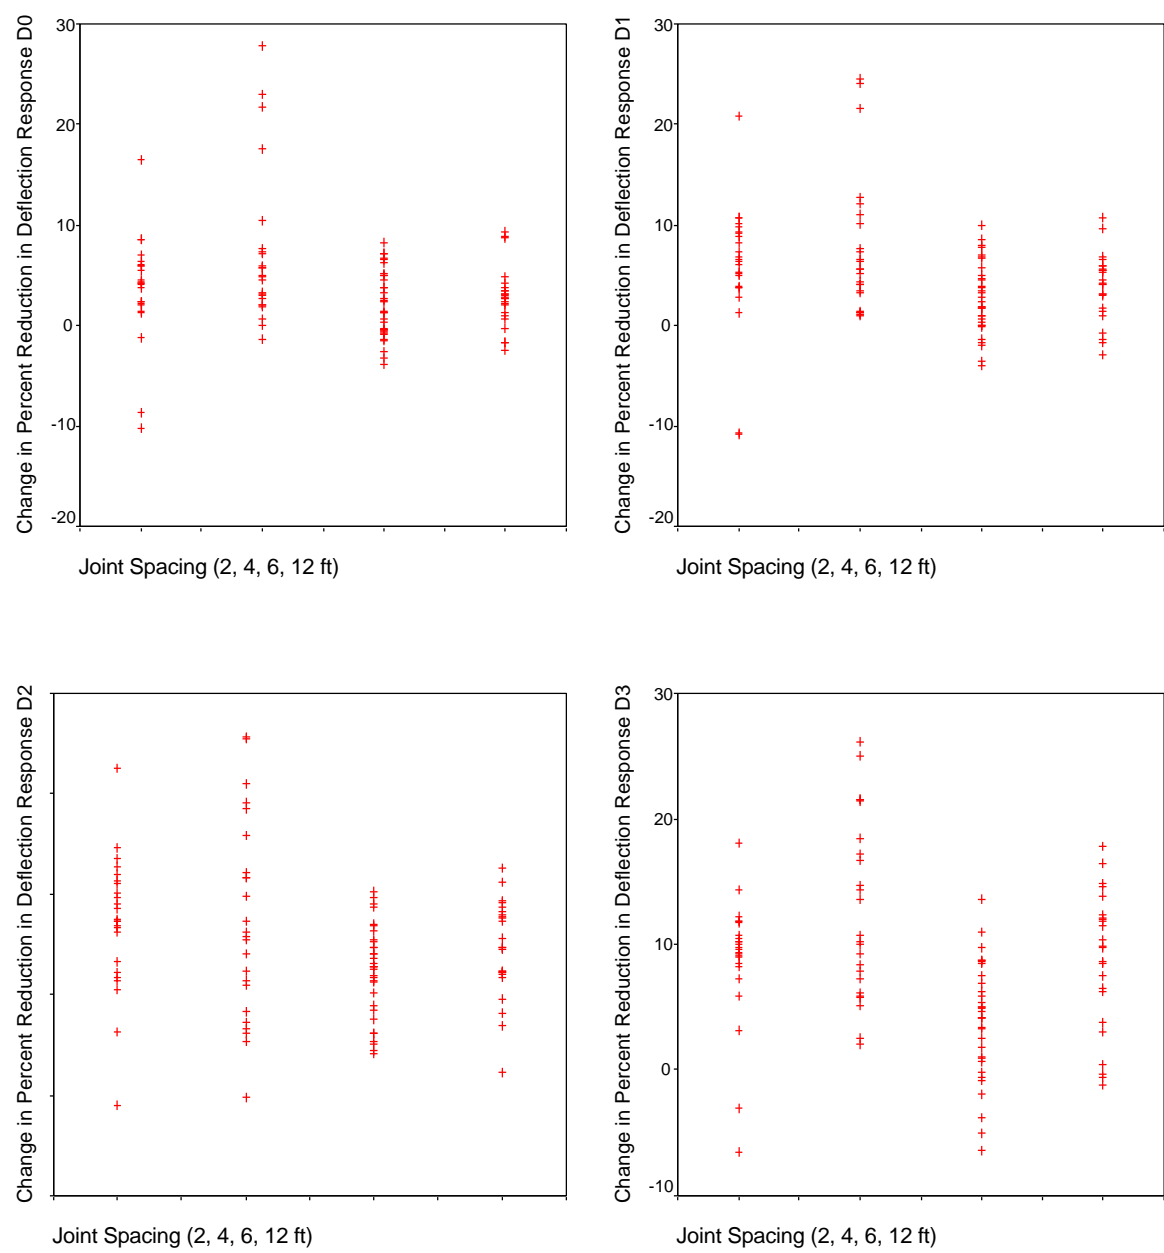 Change in Percent Reduction in Deflection Response D0
30
20
10
0
-10
-20
Joint Spacing (2, 4, 6, 12 ft)
Change in Percent Reduction in Deflection Response D1
30
20
10
0
-10
-20
Joint Spacing (2, 4, 6, 12 ft)
Change in Percent Reduction in Deflection Response D2
Joint Spacing (2, 4, 6, 12 ft)
Change in Percent Reduction in Deflection Response D3
30
20
10
0
-10
Joint Spacing (2, 4, 6, 12 ft)